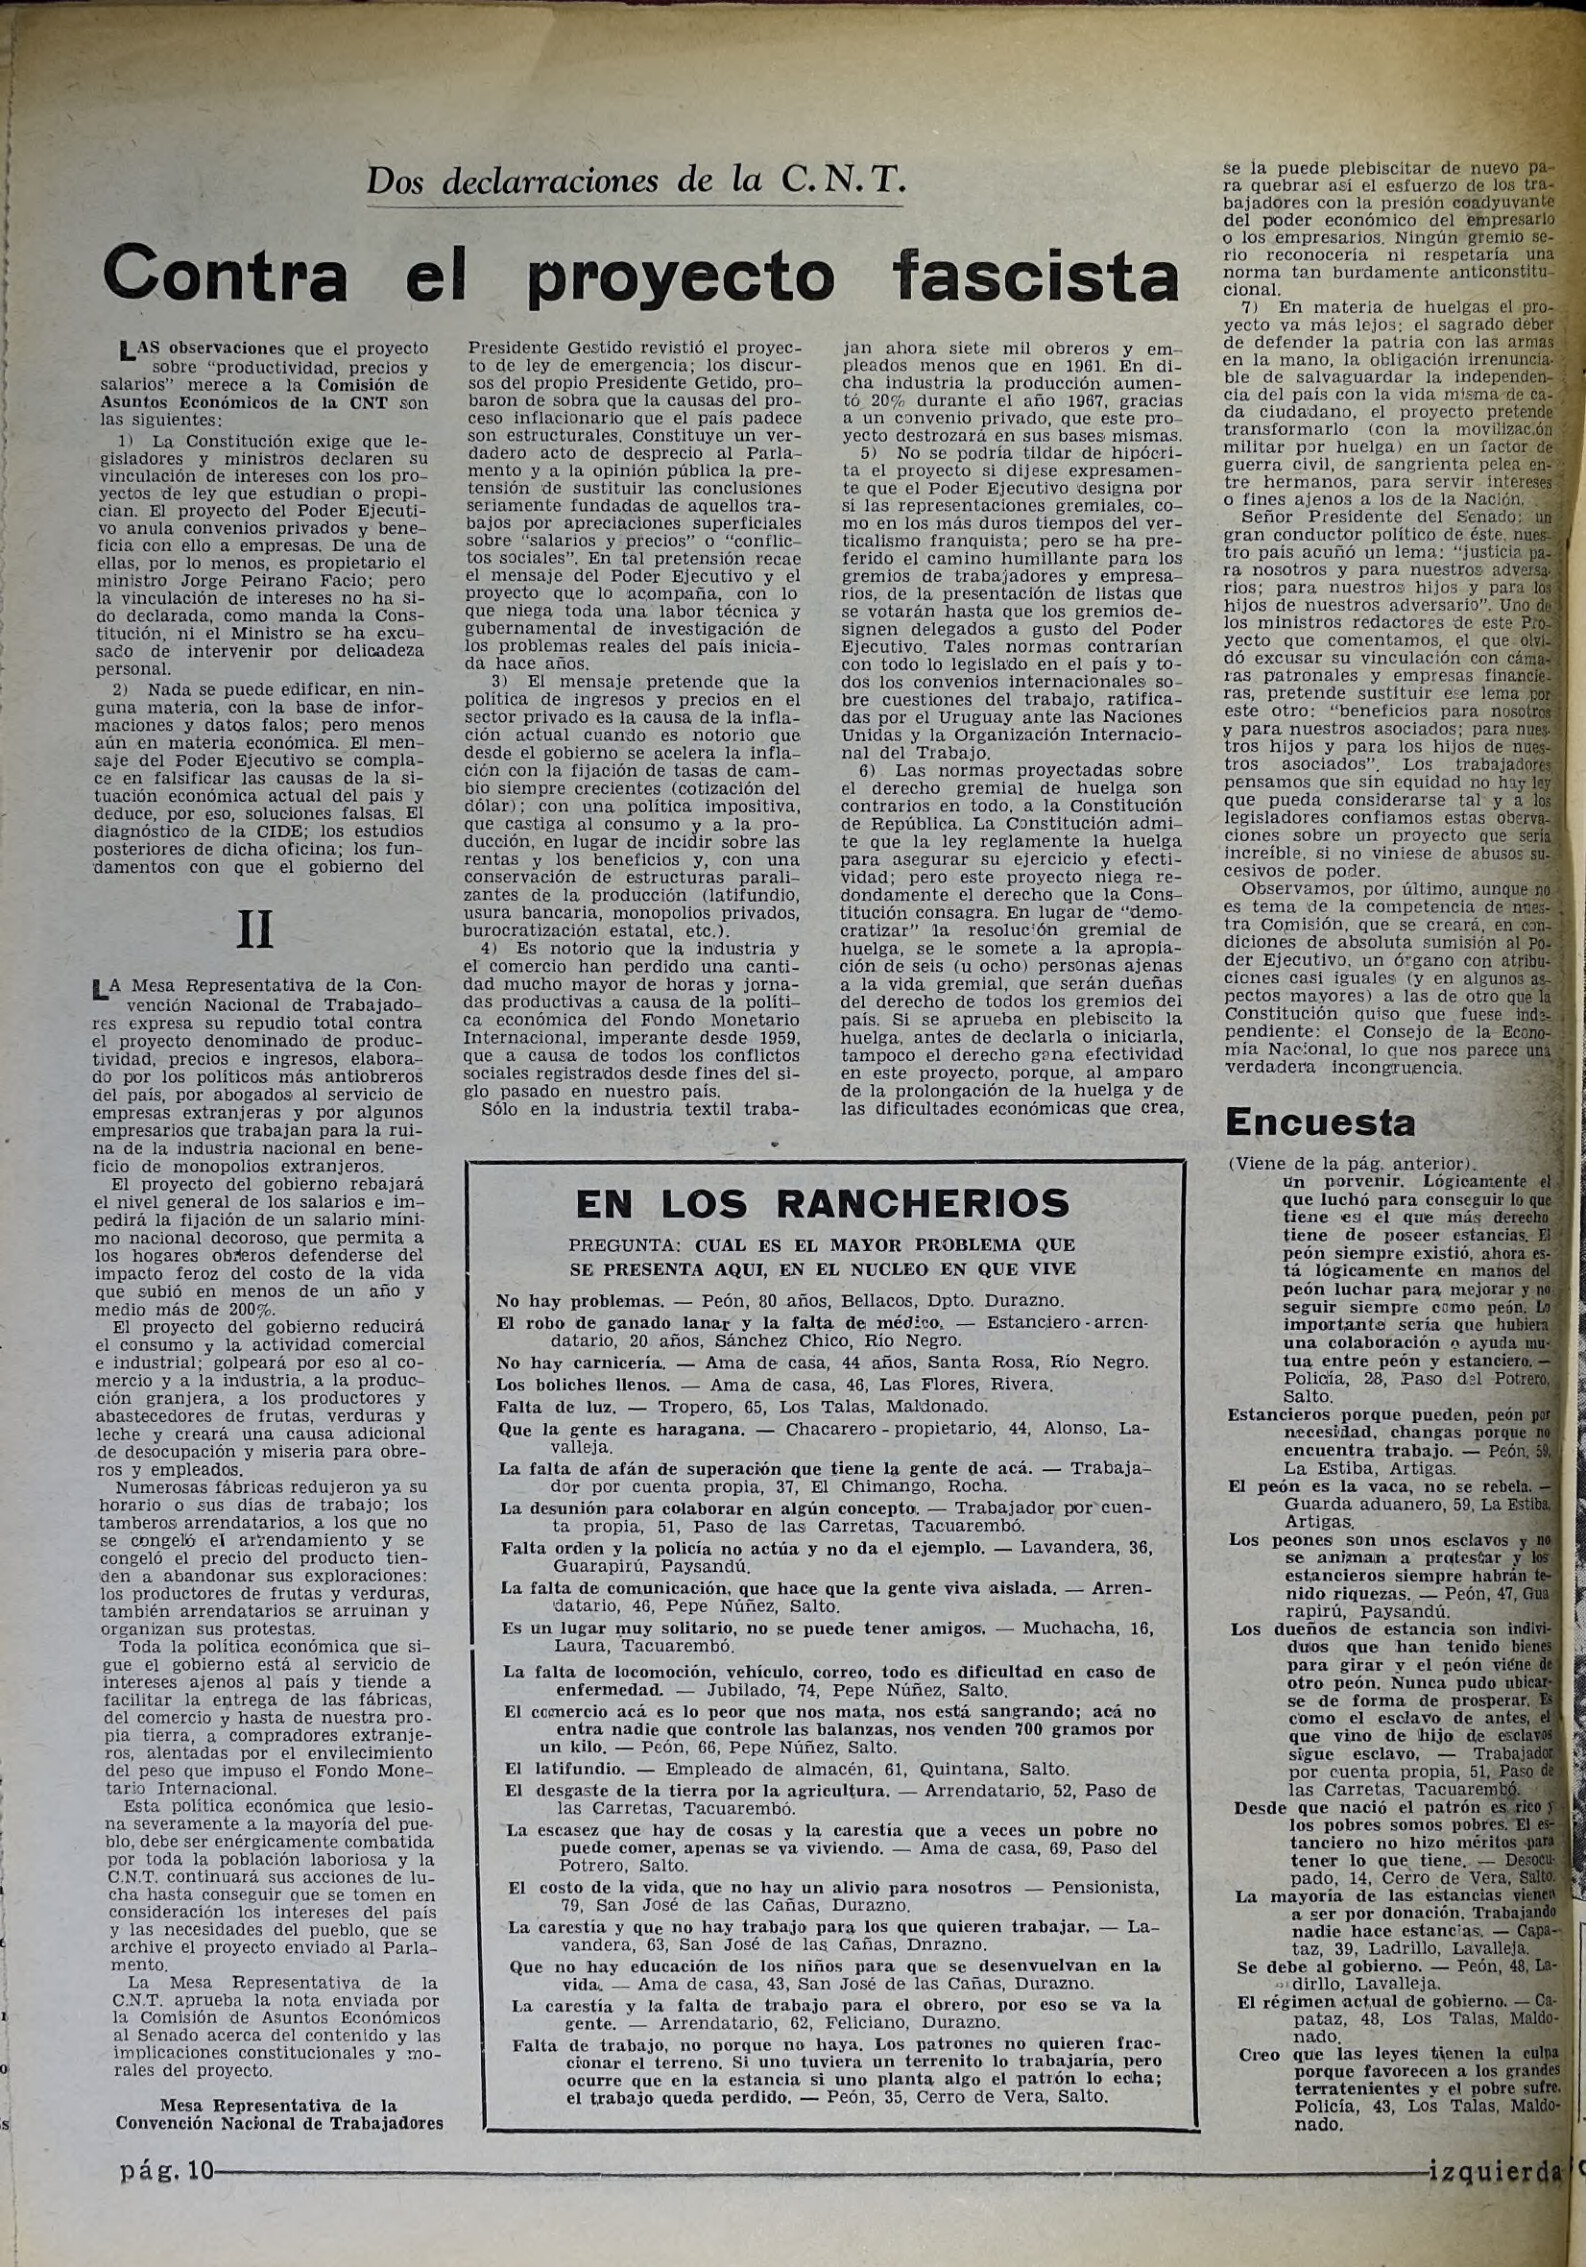 Dos declarraciones de la C.N.T.
Contra el proyecto fascista
LAS observaciones que el proyecto
sobre "productividad, precios y
salarios" merece a la Comisión de
Asuntos Económicos de la CNT son
las siguientes:
1) La Constitución exige que le-
gisladores y ministros declaren su
vinculación de intereses con los pro-
yectos de ley que estudian o propi-
cian. El proyecto del Poder Ejecuti-
vo anula convenios privados y bene-
ficia con ello a empresas. De una de
ellas, por lo menos, es propietario el
ministro Jorge Peirano Facio; pero
la vinculación de intereses no ha si-
do declarada, como manda la Cons-
titución, ni el Ministro se ha excu-
sado de intervenir por delicadeza
personal.
2) Nada se puede edificar, en nin-
guna materia, con la base de infor-
maciones y datos falos; pero menos
aún en materia económica. El men-
saje del Poder Ejecutivo se compla-
ce en falsificar las causas de la si-
tuación económica actual del pais y
deduce, por eso, soluciones falsas. El
diagnóstico de la CIDE; los estudios
posteriores de dicha oficina; los fun-
damentos con que el gobierno del
Presidente Gestido revistió el proyec-
to de ley de emergencia; los discur-
sos del propio Presidente Getido, pro-
baron de sobra que la causas del pro-
ceso inflacionario que el país padece
son estructurales. Constituye un ver-
dadero acto de desprecio al Parla-
mento y a la opinión pública la pre-
tensión de sustituir las conclusiones
seriamente fundadas de aquellos tra-
bajos por apreciaciones superficiales
sobre "salarios y precios" o "conflic-
tos sociales". En tal pretensión recae
el mensaje del Poder Ejecutivo y el
proyecto que lo acompaña, con lo
que niega toda una labor técnica y
gubernamental de investigación de
los problemas reales del país inicia-
da hace años.
3) El mensaje pretende que la
política de ingresos y precios en el
sector privado es la causa de la infla-
ción actual cuando es notorio que
desde el gobierno se acelera la infla-
ción con la fijación de tasas de cam-
bio siempre crecientes (cotización del
dólar); con una política impositiva,
que castiga al consumo y a la pro-
ducción, en lugar de incidir sobre las
rentas y los beneficios y, con una
conservación de estructuras parali-
zantes de la producción (latifundio,
usura bancaria, monopolios privados,
burocratización estatal, etc.).
4) Es notorio que la industria y
el comercio han perdido una canti-
dad mucho mayor de horas y jorna-
das productivas a causa de la políti-
ca económica del Fondo Monetario
Internacional, imperante desde 1959,
que a causa de todos los conflictos
sociales registrados desde fines del si-
glo pasado en nuestro país.
Sólo en la industria textil traba-
jan ahora siete mil obreros y em-
pleados menos que en 1961. En di-
cha industria la producción aumen-
tó 20% durante el año 1967, gracias
a un convenio privado, que este pro-
yecto destrozará en sus bases mismas.
5) No se podría tildar de hipócri-
ta el proyecto si dijese expresamen-
te que el Poder Ejecutivo designa por
sí las representaciones gremiales, co-
mo en los más duros tiempos del ver-
ticalismo franquista; pero se ha pre-
ferido el camino humillante para los
gremios de trabajadores y empresa-
rios, de la presentación de listas que
se votarán hasta que los gremios de-
signen delegados a gusto del Poder
Ejecutivo. Tales normas contrarían
con todo lo legislado en el país y to-
dos los convenios internacionales so-
bre cuestiones del trabajo, ratifica-
das por el Uruguay ante las Naciones
Unidas y la Organización Internacio-
nal del Trabajo.
6) Las normas proyectadas sobre
el derecho gremial de huelga son
contrarios en todo, a la Constitución
de República. La Constitución admi-
te que la ley reglamente la huelga
para asegurar su ejercicio y efecti-
vidad; pero este proyecto niega re-
dondamente el derecho que la Cons-
titución consagra. En lugar de "demo-
cratizar" la resolución gremial de
huelga, se le somete a la apropia-
ción de seis (u ocho) personas ajenas
a la vida gremial, que serán dueñas
del derecho de todos los gremios del
país. Si se aprueba en plebiscito la
huelga, antes de declarla o iniciarla,
tampoco el derecho gana efectividad
en este proyecto, porque, al amparo
de la prolongación de la huelga y de
las dificultades económicas que crea,
se la puede plebiscitar de nuevo pa-
ra quebrar así el esfuerzo de los tra-
bajadores con la presión coadyuvante
del poder económico del empresario
o los empresarios. Ningún gremio se-
rio reconocería ni respetaría una
norma tan burdamente anticonstitu-
cional.
7) En materia de huelgas el pro-
yecto va más lejos; el sagrado deber
de defender la patria con las armas
en la mano, la obligación irrenuncia-
ble de salvaguardar la independen-
cia del país con la vida misma de ca-
da ciudadano, el proyecto pretende
transformarlo (con la movilización
militar por huelga) en un factor de
guerra civil, de sangrienta pelea en-
tre hermanos, para servir intereses
o fines ajenos a los de la Nación.
Señor Presidente del Senado: un
gran conductor político de éste, nues-
tro país acuñó un lema: "justicia pa-
ra nosotros y para nuestros adversa-
rios; para nuestros hijos y para los
hijos de nuestros adversario". Uno de
los ministros redactores de este Pro-
yecto que comentamos, el que olvi-
dó excusar su vinculación con cáma-
ras patronales y empresas financie-
ras, pretende sustituir ese lema por
este otro: "beneficios para nosotros
y para nuestros asociados; para nues-
tros hijos y para los hijos de nues-
tros asociados". Los trabajadores
pensamos que sin equidad no hay ley
que pueda considerarse tal y a los
legisladores confiamos estas oberva-
ciones sobre un proyecto que sería
increíble, si no viniese de abusos su-
cesivos de poder.
Observamos, por último, aunque no
es tema de la competencia de nues-
tra Comisión, que se creará, en con-
diciones de absoluta sumisión al Po-
der Ejecutivo, un órgano con atribu-
ciones casi iguales (y en algunos as-
pectos mayores) a las de otro que la
Constitución quiso que fuese inde-
pendiente: el Consejo de la Econo-
mía Nacional, lo que nos parece una
verdadera incongruencia.
II
LA Mesa Representativa de la Con-
vención Nacional de Trabajado-
res expresa su repudio total contra
el proyecto denominado de produc-
tividad, precios e ingresos, elabora-
do por los políticos más antiobreros
del país, por abogados al servicio de
empresas extranjeras y por algunos
empresarios que trabajan para la rui-
na de la industria nacional en bene-
ficio de monopolios extranjeros.
El proyecto del gobierno rebajará
el nivel general de los salarios e im-
pedirá la fijación de un salario míni-
mo nacional decoroso, que permita a
los hogares obreros defenderse del
impacto feroz del costo de la vida
que subió en menos de un año y
medio más de 200%.
El proyecto del gobierno reducirá
el consumo y la actividad comercial
e industrial; golpeará por eso al co-
mercio y a la industria, a la produc-
ción granjera, a los productores y
abastecedores de frutas, verduras y
leche y creará una causa adicional
de desocupación y miseria para obre-
ros y empleados.
Numerosas fábricas redujeron ya su
horario o sus días de trabajo; los
tamberos arrendatarios, a los que no
se congeló el arrendamiento y se
congeló el precio del producto tien-
den a abandonar sus exploraciones:
los productores de frutas y verduras,
también arrendatarios se arruinan y
organizan sus protestas.
Toda la política económica que si-
gue el gobierno está al servicio de
intereses ajenos al país y tiende a
facilitar la entrega de las fábricas,
del comercio y hasta de nuestra pro-
pia tierra, a compradores extranje-
ros, alentadas por el envilecimiento
del peso que impuso el Fondo Mone-
tario Internacional.
Esta política económica que lesio-
na severamente a la mayoría del pue-
blo, debe ser enérgicamente combatida
por toda la población laboriosa y la
C.N.T. continuará sus acciones de lu-
cha hasta conseguir que se tomen en
consideración los intereses del país
y las necesidades del pueblo, que se
archive el proyecto enviado al Parla-
mento.
La Mesa Representativa de la
C.N.T. aprueba la nota enviada por
la Comisión de Asuntos Económicos
al Senado acerca del contenido y las
implicaciones constitucionales y mo-
rales del proyecto.
Mesa Representativa de la
Convención Nacional de Trabajadores
EN LOS RANCHERIOS
PREGUNTA: CUAL ES EL MAYOR PROBLEMA QUE
SE PRESENTA AQUI, EN EL NUCLEO EN QUE VIVE
No hay problemas. — Peón, 80 años, Bellacos, Dpto. Durazno.
El robo de ganado lanar y la falta de médico. — Estanciero-arren-
datario, 20 años, Sánchez Chico, Río Negro.
No hay carnicería. — Ama de casa, 44 años, Santa Rosa, Río Negro.
Los boliches llenos. — Ama de casa, 46, Las Flores, Rivera.
Falta de luz. — Tropero, 65, Los Talas, Maldonado.
Que la gente es haragana. — Chacarero - propietario, 44, Alonso, La-
valleja.
La falta de afán de superación que tiene la gente de acá. — Trabaja-
dor por cuenta propia, 37, El Chimango, Rocha.
La desunión para colaborar en algún concepto. — Trabajador por cuen-
ta propia, 51, Paso de las Carretas, Tacuarembó.
Falta orden y la policía no actúa y no da el ejemplo. — Lavandera, 36,
Guarapirú, Paysandú.
La falta de comunicación, que hace que la gente viva aislada. — Arren-
datario, 46, Pepe Núñez, Salto.
Es un lugar muy solitario, no se puede tener amigos. — Muchacha, 16,
Laura, Tacuarembó.
La falta de locomoción, vehículo, correo, todo es dificultad en caso de
enfermedad. — Jubilado, 74, Pepe Núñez, Salto.
El comercio acá es lo peor que nos mata, nos está sangrando; acá no
entra nadie que controle las balanzas, nos venden 700 gramos por
un kilo. — Peón, 66, Pepe Núñez, Salto.
El latifundio. — Empleado de almacén, 61, Quintana, Salto.
El desgaste de la tierra por la agricultura. — Arrendatario, 52, Paso de
las Carretas, Tacuarembó.
La escasez que hay de cosas y la carestía que a veces un pobre no
puede comer, apenas se va viviendo. — Ama de casa, 69, Paso del
Potrero, Salto.
El costo de la vida, que no hay un alivio para nosotros — Pensionista,
79, San José de las Cañas, Durazno.
La carestía y que no hay trabajo para los que quieren trabajar. — La-
vandera, 63, San José de las Cañas, Dnrazno.
Que no hay educación de los niños para que se desenvuelvan en la
vida. — Ama de casa, 43, San José de las Cañas, Durazno.
La carestía y la falta de trabajo para el obrero, por eso se va la
gente. — Arrendatario, 62, Feliciano, Durazno.
Falta de trabajo, no porque no haya. Los patrones no quieren frac-
cionar el terreno. Si uno tuviera un terrenito lo trabajaría, pero
ocurre que en la estancia si uno planta algo el patrón lo echa;
el trabajo queda perdido. — Peón, 35, Cerro de Vera, Salto.
Encuesta
(Viene de la pág. anterior).
un porvenir. Lógicamente el
que luchó para conseguir lo que
tiene es el que más derecho
tiene de poseer estancias. El
peón siempre existió, ahora es-
tá lógicamente en manos del
peón luchar para mejorar y no
seguir siempre como peón. Lo
importante sería que hubiera
una colaboración o ayuda mu-
tua entre peón y estanciero. —
Policía, 28, Paso del Potrero,
Salto.
Estancieros porque pueden, peón por
necesidad, changas porque no
encuentra trabajo. — Peón, 59,
La Estiba, Artigas.
El peón es la vaca, no se rebela. —
Guarda aduanero, 59, La Estiba,
Artigas.
Los peones son unos esclavos y no
se animan a protestar y los
estancieros siempre habrán te-
nido riquezas. — Peón, 47, Gua
rapirú, Paysandú.
Los dueños de estancia son indivi-
duos que han tenido bienes
para girar y el peón viéne de
otro peón. Nunca pudo ubicar-
se de forma de prosperar. Es
como el esclavo de antes, el
que vino de hijo de esclavos
sigue esclavo. — Trabajador
por cuenta propia, 51, Paso de
las Carretas, Tacuarembó.
Desde que nació el patrón es rico y
los pobres somos pobres. El es-
tanciero no hizo méritos para
tener lo que tiene. — Desocu-
pado, 14, Cerro de Vera, Salto.
La mayoría de las estancias vienen
a ser por donación. Trabajando
nadie hace estancias. — Capa-
taz, 39, Ladrillo, Lavalleja.
Se debe al gobierno. — Peón, 48, La-
dirllo, Lavalleja.
El régimen actual de gobierno. — Ca-
pataz, 48, Los Talas, Maldo-
nado.
Creo que las leyes tienen la culpa
porque favorecen a los grandes
terratenientes y el pobre sufre.
Policía, 43, Los Talas, Maldo-
nado.
pág. 10
izquierda